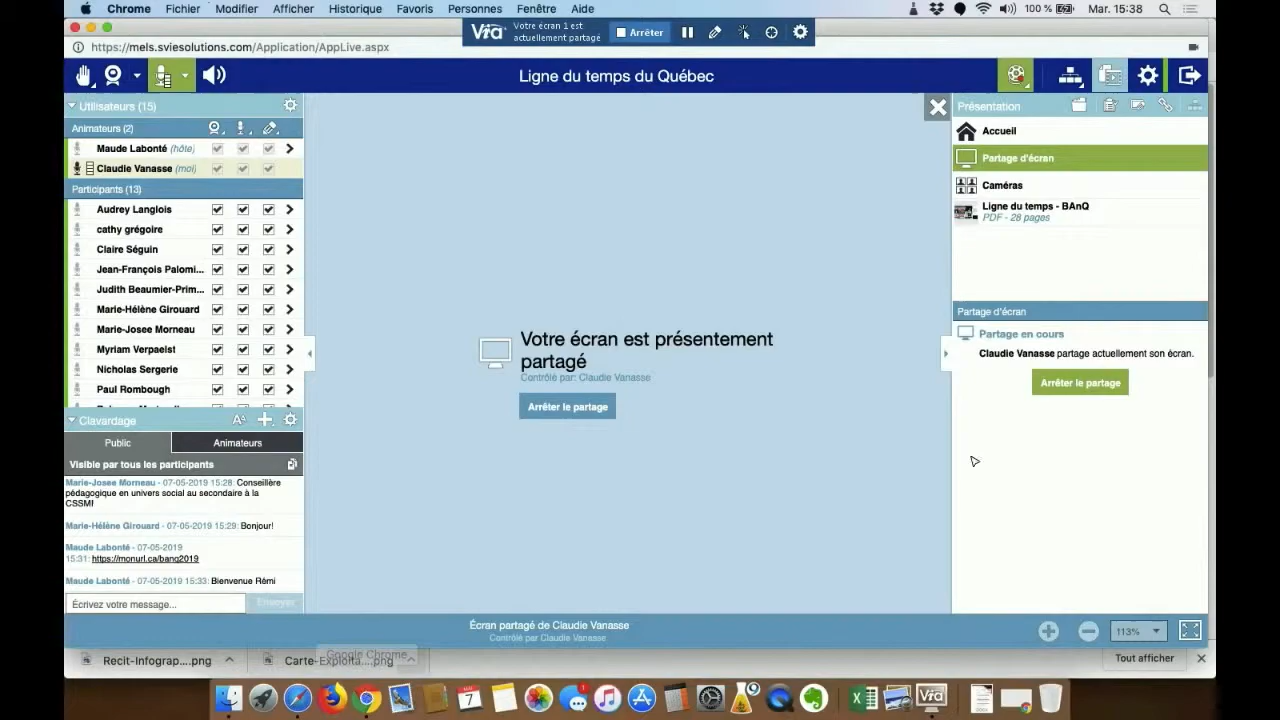 Chrome Fichier Modifier Afficher Historique Favoris Personnes Fenêtre Aide
100 % Mar. 15:38
Via
Votre écran 1 est
actuellement partagé
Arrêter
https://mels.sviesolutions.com/Application/AppLive.aspx
Ligne du temps du Québec
Utilisateurs (15)
Animateurs (2)
Maude Labonté (hôte)
Claudie Vanasse (moi)
Participants (13)
Audrey Langlois
cathy grégoire
Claire Séguin
Jean-François Palomi...
Judith Beaumier-Prim...
Marie-Hélène Girouard
Marie-Josee Morneau
Myriam Verpaelst
Nicholas Sergerie
Paul Rombough
Clavardage
Public Animateurs
Visible par tous les participants
Marie-Josee Morneau - 07-05-2019 15:28: Conseillère
pédagogique en univers social au secondaire à la
CSSMI
Marie-Hélène Girouard - 07-05-2019 15:29: Bonjour!
Maude Labonté - 07-05-2019
15:31: https://monurl.ca/banq2019
Maude Labonté - 07-05-2019 15:33: Bienvenue Rémi
Écrivez votre message...
Envoyer
Votre écran est présentement
partagé
Contrôlé par: Claudie Vanasse
Arrêter le partage
Présentation
Accueil
Partage d'écran
Caméras
Ligne du temps - BAnQ
PDF - 28 pages
Partage d'écran
Partage en cours
Claudie Vanasse partage actuellement son écran.
Arrêter le partage
Écran partagé de Claudie Vanasse
Contrôlé par Claudie Vanasse
113%
Google Chrome
Recit-Infograp....png
Carte-Exploita....png
Tout afficher
7
Via